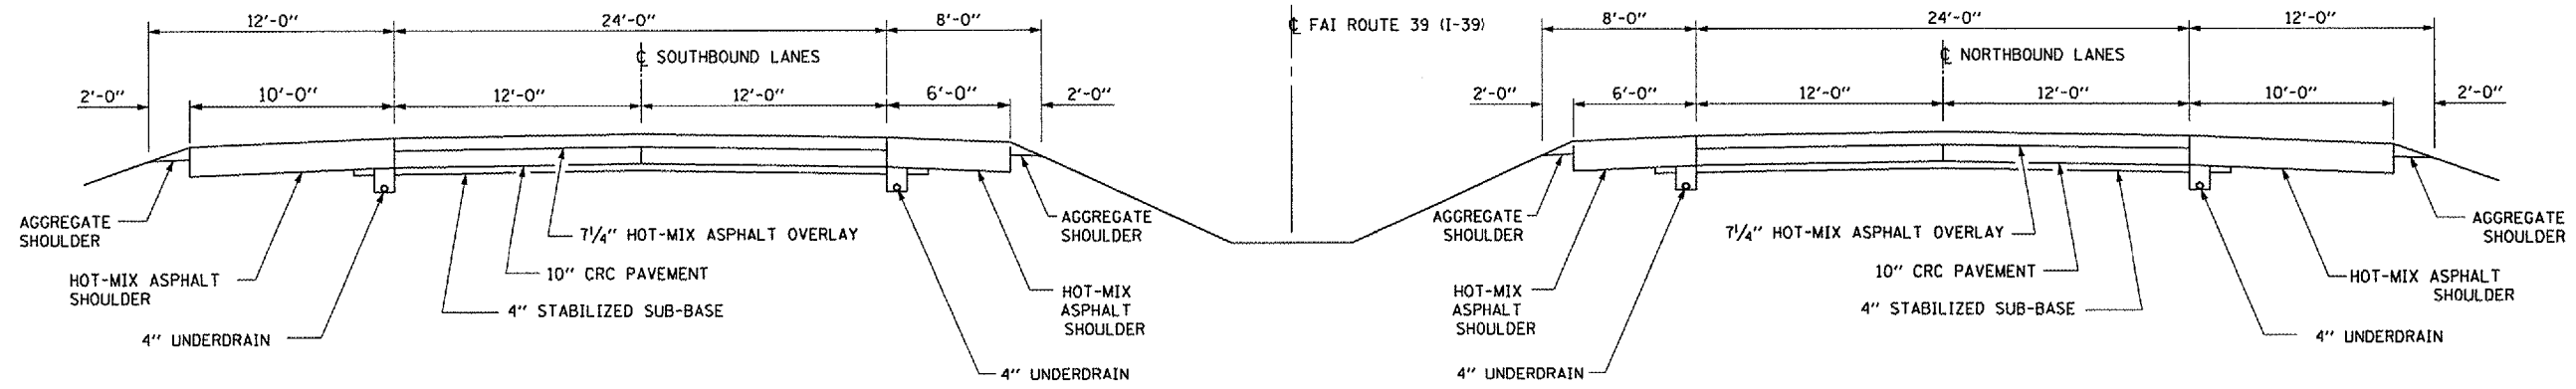 12'-0" 24'-0" 8'-0" ℄ FAI ROUTE 39 (I-39) 8'-0" 24'-0" 12'-0"
℄ SOUTHBOUND LANES ℄ NORTHBOUND LANES
2'-0" 10'-0" 12'-0" 12'-0" 6'-0" 2'-0" 2'-0" 6'-0" 12'-0" 12'-0" 10'-0" 2'-0"
AGGREGATE
SHOULDER
HOT-MIX ASPHALT
SHOULDER
4" UNDERDRAIN
7¼" HOT-MIX ASPHALT OVERLAY
10" CRC PAVEMENT
4" STABILIZED SUB-BASE
AGGREGATE
SHOULDER
HOT-MIX
ASPHALT
SHOULDER
4" UNDERDRAIN
AGGREGATE
SHOULDER
HOT-MIX
ASPHALT
SHOULDER
4" UNDERDRAIN
7¼" HOT-MIX ASPHALT OVERLAY
10" CRC PAVEMENT
4" STABILIZED SUB-BASE
AGGREGATE
SHOULDER
HOT-MIX ASPHALT
SHOULDER
4" UNDERDRAIN